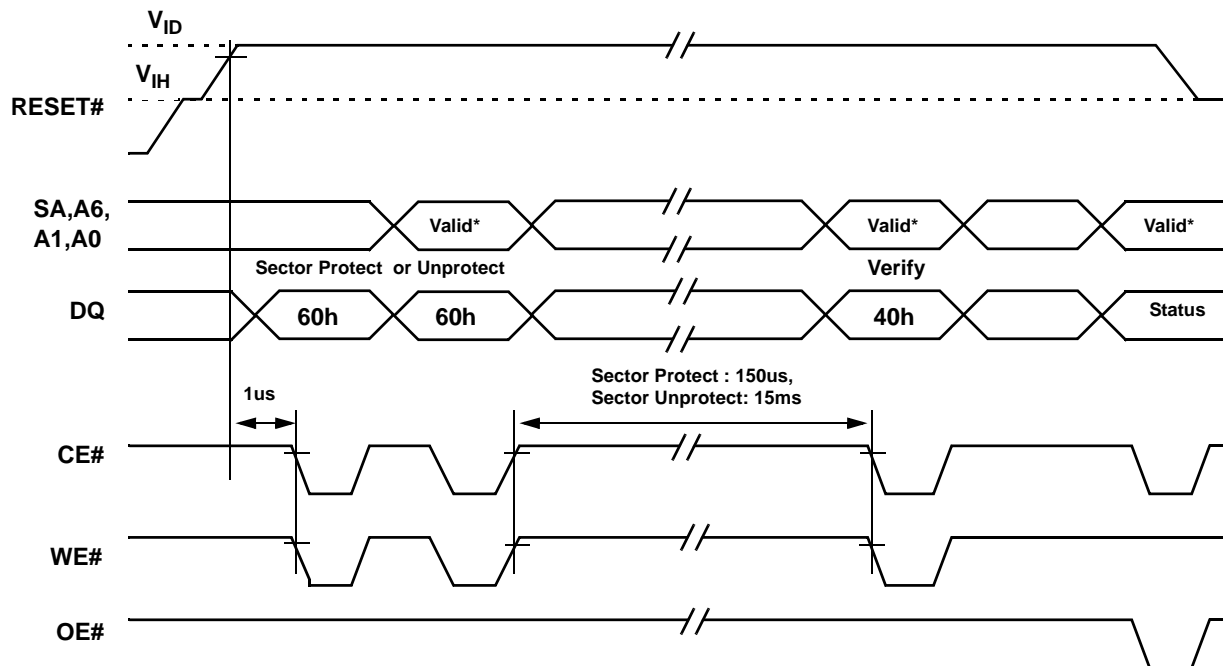 VID
VIH
RESET#
SA,A6,
A1,A0
Valid*
Valid*
Valid*
Sector Protect or Unprotect
Verify
DQ
60h
60h
40h
Status
1us
Sector Protect : 150us,
Sector Unprotect: 15ms
CE#
WE#
OE#